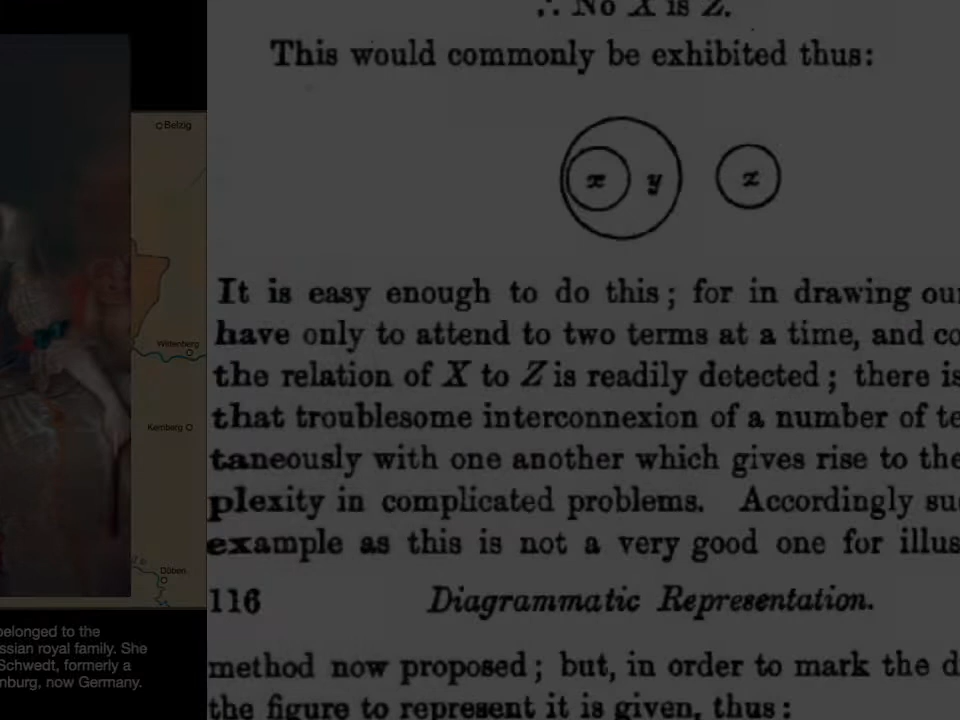 ∴ No X is Z.
This would commonly be exhibited thus:
x y z
It is easy enough to do this; for in drawing our
have only to attend to two terms at a time, and co
the relation of X to Z is readily detected; there is
that troublesome interconnexion of a number of te
taneously with one another which gives rise to the
plexity in complicated problems. Accordingly su
example as this is not a very good one for illus
116 Diagrammatic Representation.
method now proposed; but, in order to mark the d
the figure to represent it is given, thus:
Belzig
Wittenberg
Kemberg
Düben
belonged to the
ssian royal family. She
Schwedt, formerly a
nburg, now Germany.